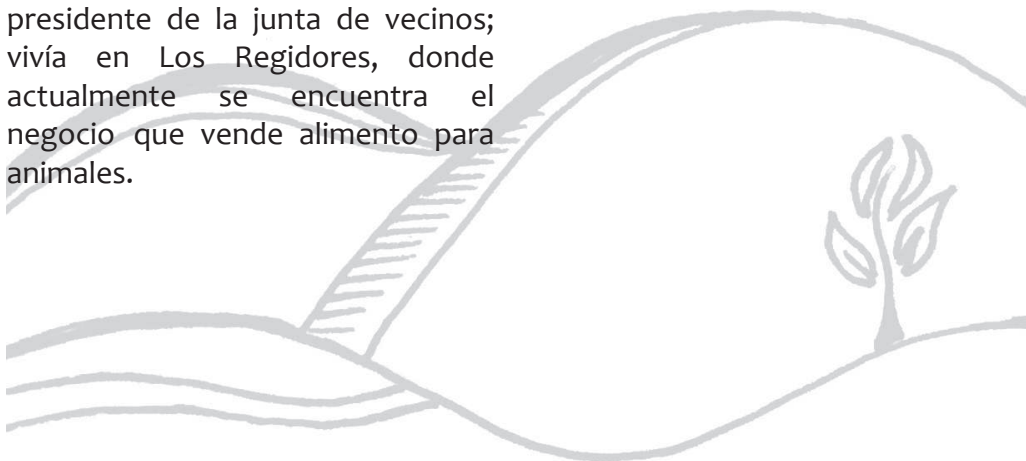 presidente de la junta de vecinos;
vivía en Los Regidores, donde
actualmente se encuentra el
negocio que vende alimento para
animales.